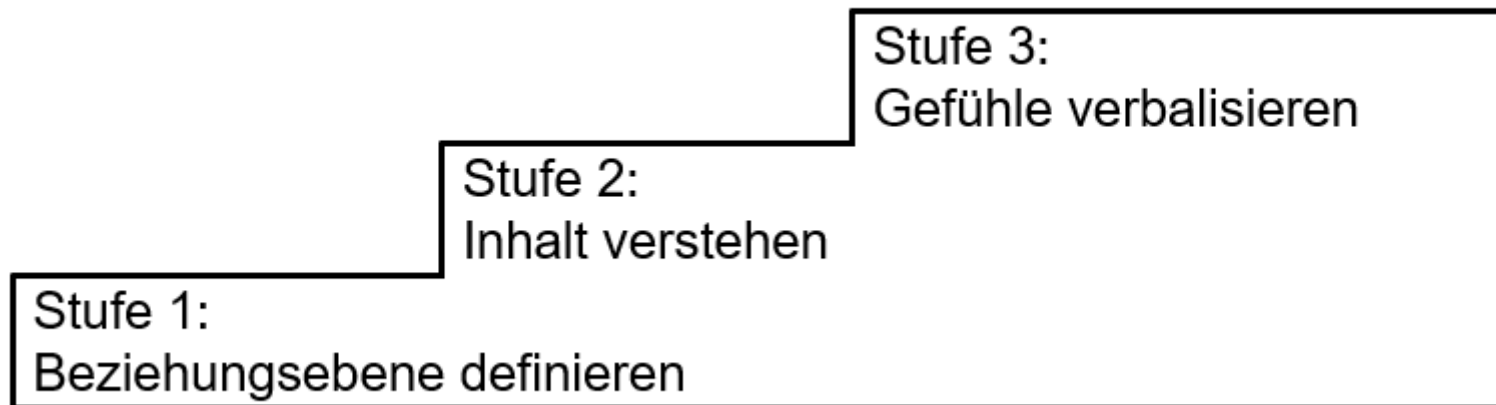 Stufe 3:
Gefühle verbalisieren
Stufe 2:
Inhalt verstehen
Stufe 1:
Beziehungsebene definieren